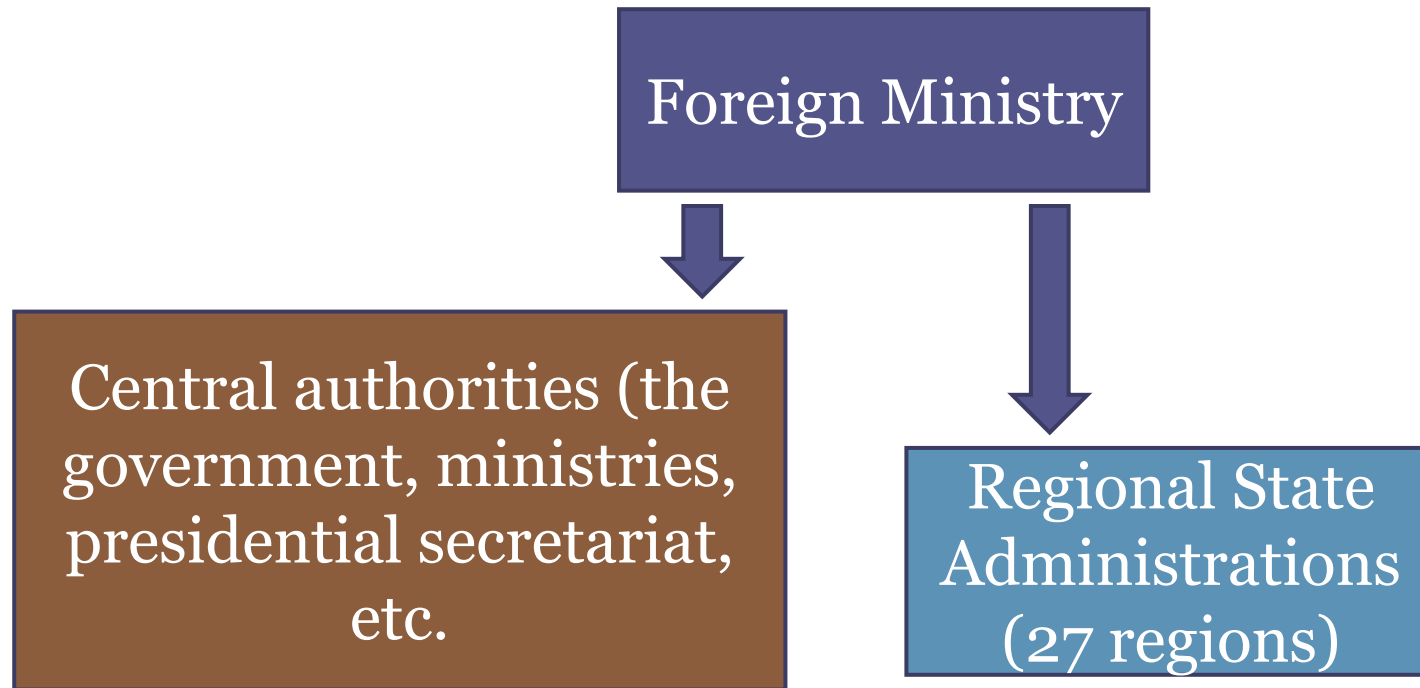 Foreign Ministry
Central authorities (the
government, ministries,
presidential secretariat,
etc.
Regional State
Administrations
(27 regions)